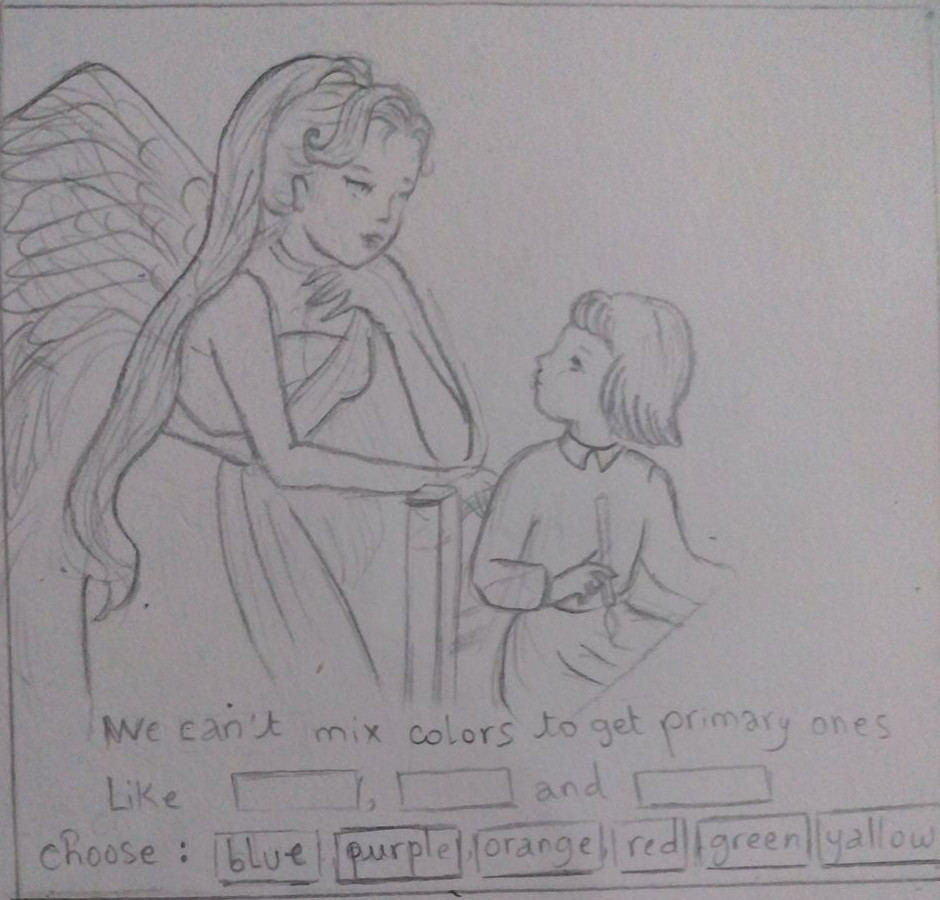 We can't mix colors to get primary ones
Like , and
choose : blue , purple , orange , red , green , yallow